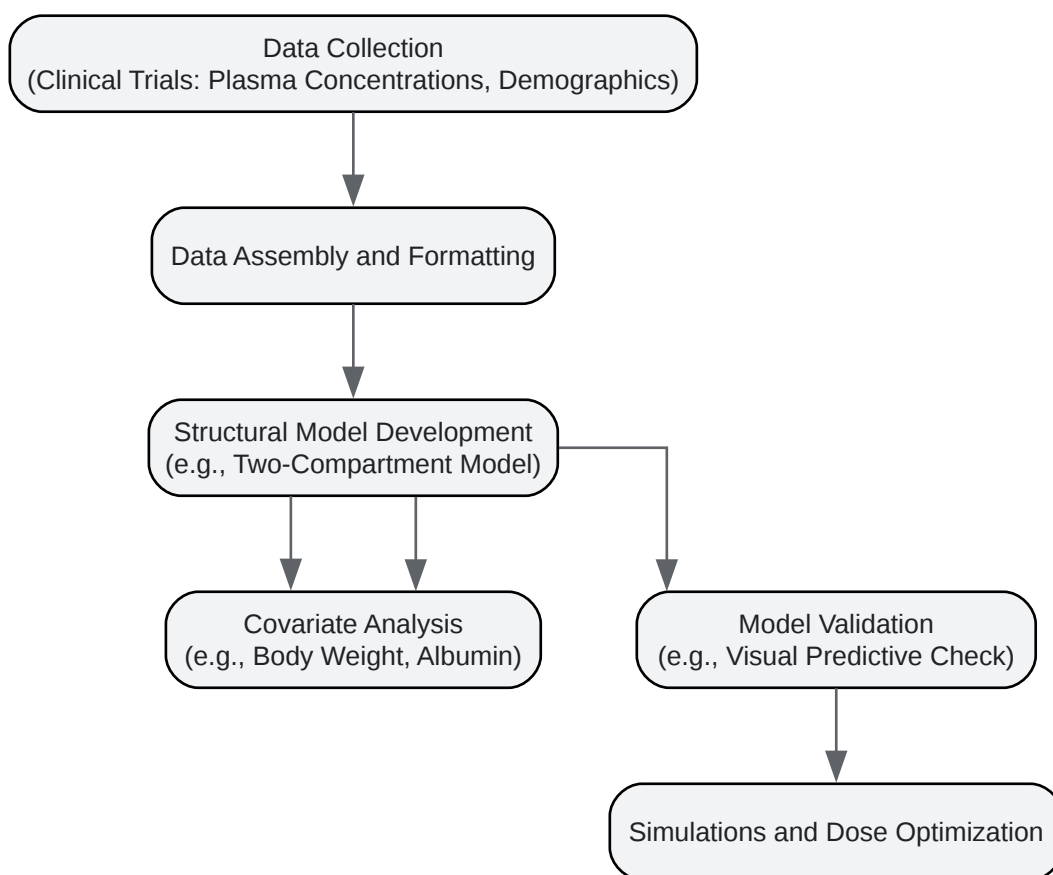 Data Collection
(Clinical Trials: Plasma Concentrations, Demographics)
Data Assembly and Formatting
Structural Model Development
(e.g., Two-Compartment Model)
Covariate Analysis
(e.g., Body Weight, Albumin)
Model Validation
(e.g., Visual Predictive Check)
Simulations and Dose Optimization